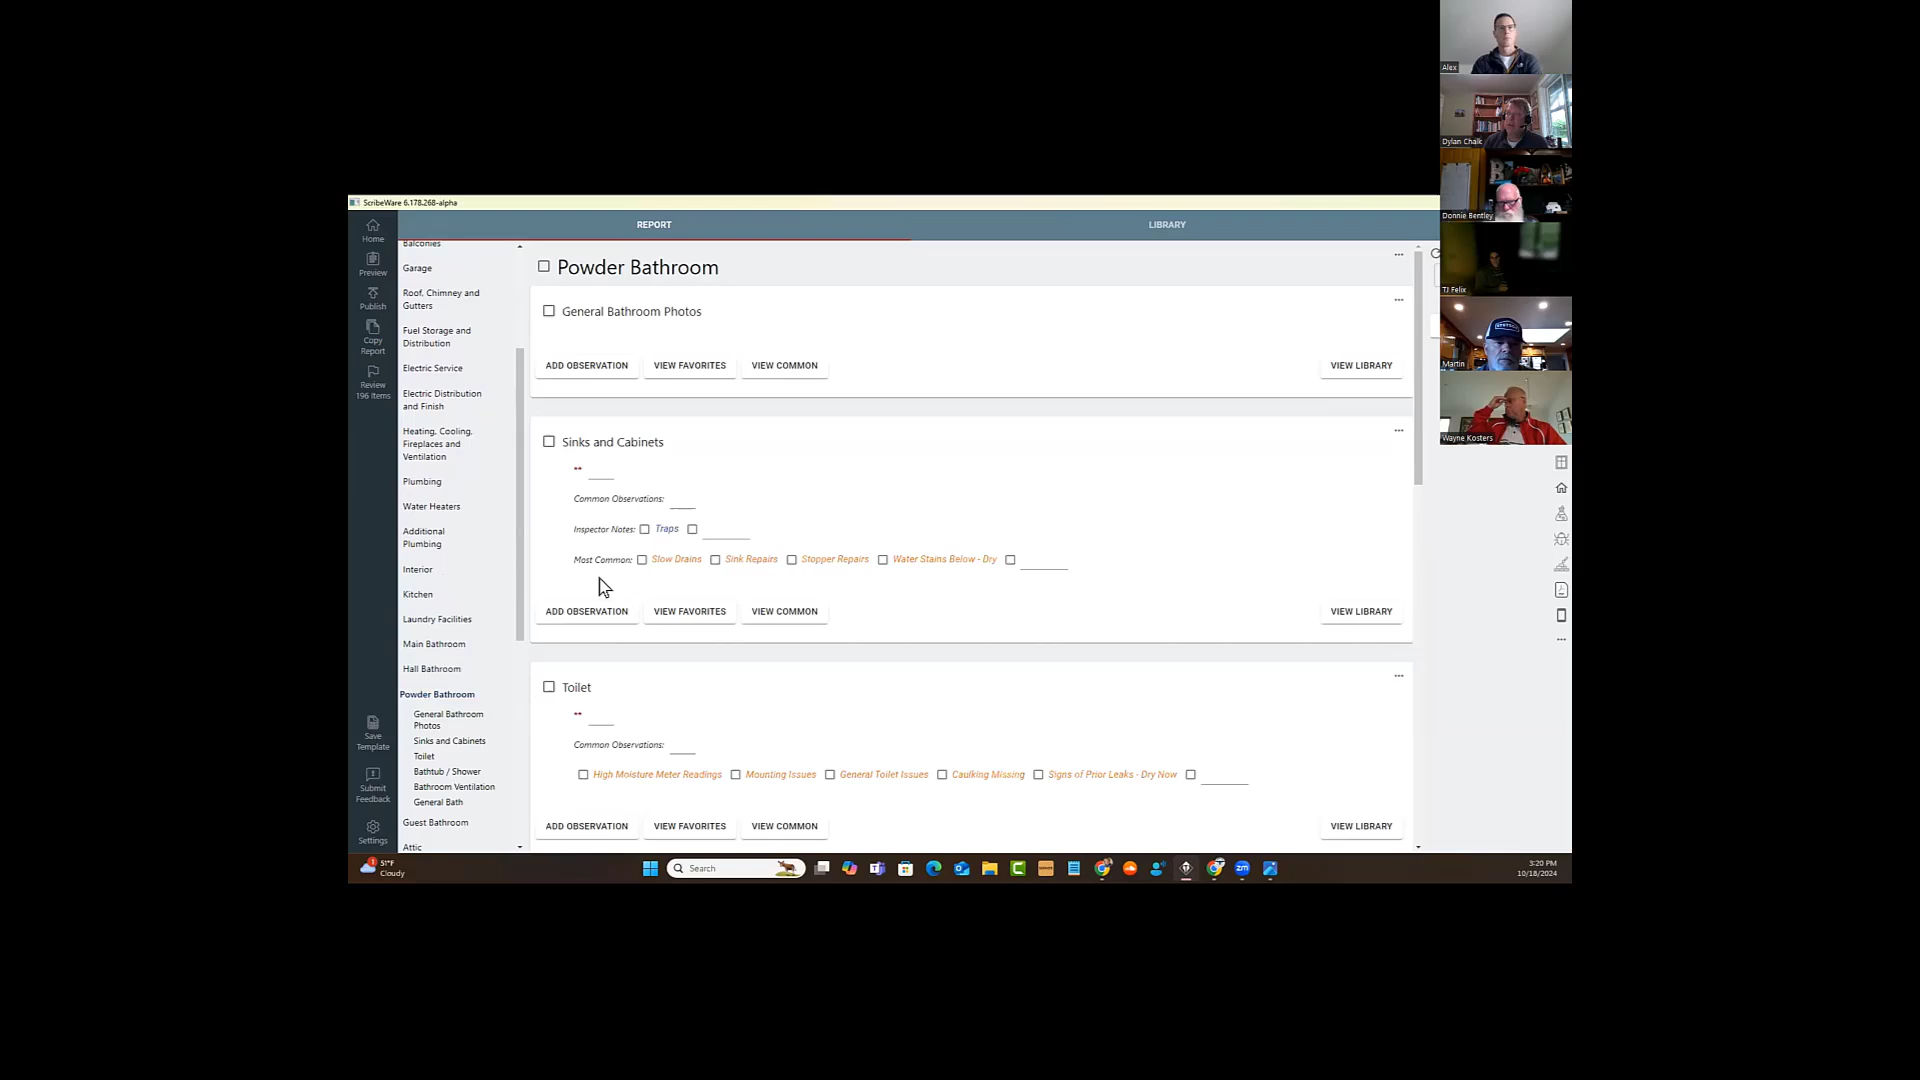 ScribeWare 6.178.268-alpha
REPORT
LIBRARY
Home
Preview
Publish
Copy
Report
Review
196 items
Save
Template
Submit
Feedback
Settings
Balconies
Garage
Roof, Chimney and
Gutters
Fuel Storage and
Distribution
Electric Service
Electric Distribution
and Finish
Heating, Cooling,
Fireplaces and
Ventilation
Plumbing
Water Heaters
Additional
Plumbing
Interior
Kitchen
Laundry Facilities
Main Bathroom
Hall Bathroom
Powder Bathroom
General Bathroom
Photos
Sinks and Cabinets
Toilet
Bathtub / Shower
Bathroom Ventilation
General Bath
Guest Bathroom
Attic
Powder Bathroom
General Bathroom Photos
ADD OBSERVATION VIEW FAVORITES VIEW COMMON VIEW LIBRARY
Sinks and Cabinets
**
Common Observations:
Inspector Notes: Traps
Most Common: Slow Drains Sink Repairs Stopper Repairs Water Stains Below - Dry
ADD OBSERVATION VIEW FAVORITES VIEW COMMON VIEW LIBRARY
Toilet
**
Common Observations:
High Moisture Meter Readings Mounting Issues General Toilet Issues Caulking Missing Signs of Prior Leaks - Dry Now
ADD OBSERVATION VIEW FAVORITES VIEW COMMON VIEW LIBRARY
Alex
Dylan Chalk
Donnie Bentley
TJ Felix
Martin
Wayne Kosters
1
51°F
Cloudy
Search
zm
3:20 PM
10/18/2024